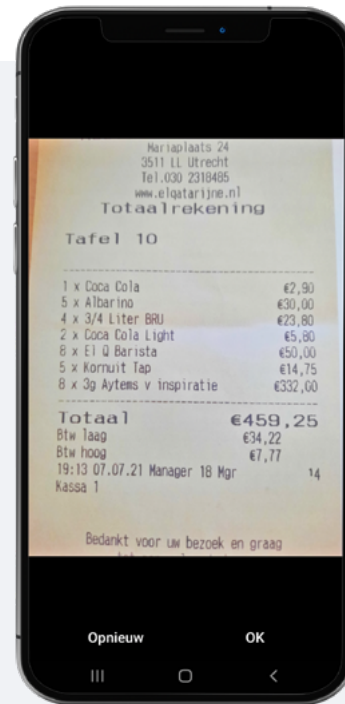 Mariaplaats 24
3511 LL Utrecht
Tel.030 2318485
www.elqatarijne.nl
Totaalrekening
Tafel 10
1 x Coca Cola €2,90
5 x Albarino €30,00
4 x 3/4 Liter BRU €23,80
2 x Coca Cola Light €5,80
8 x El Q Barista €50,00
5 x Kornuit Tap €14,75
8 x 3g Aytems v inspiratie €332,00
Totaal €459,25
Btw laag €34,22
Btw hoog €7,77
19:13 07.07.21 Manager 18 Mgr 14
Kassa 1
Bedankt voor uw bezoek en graag
Opnieuw OK